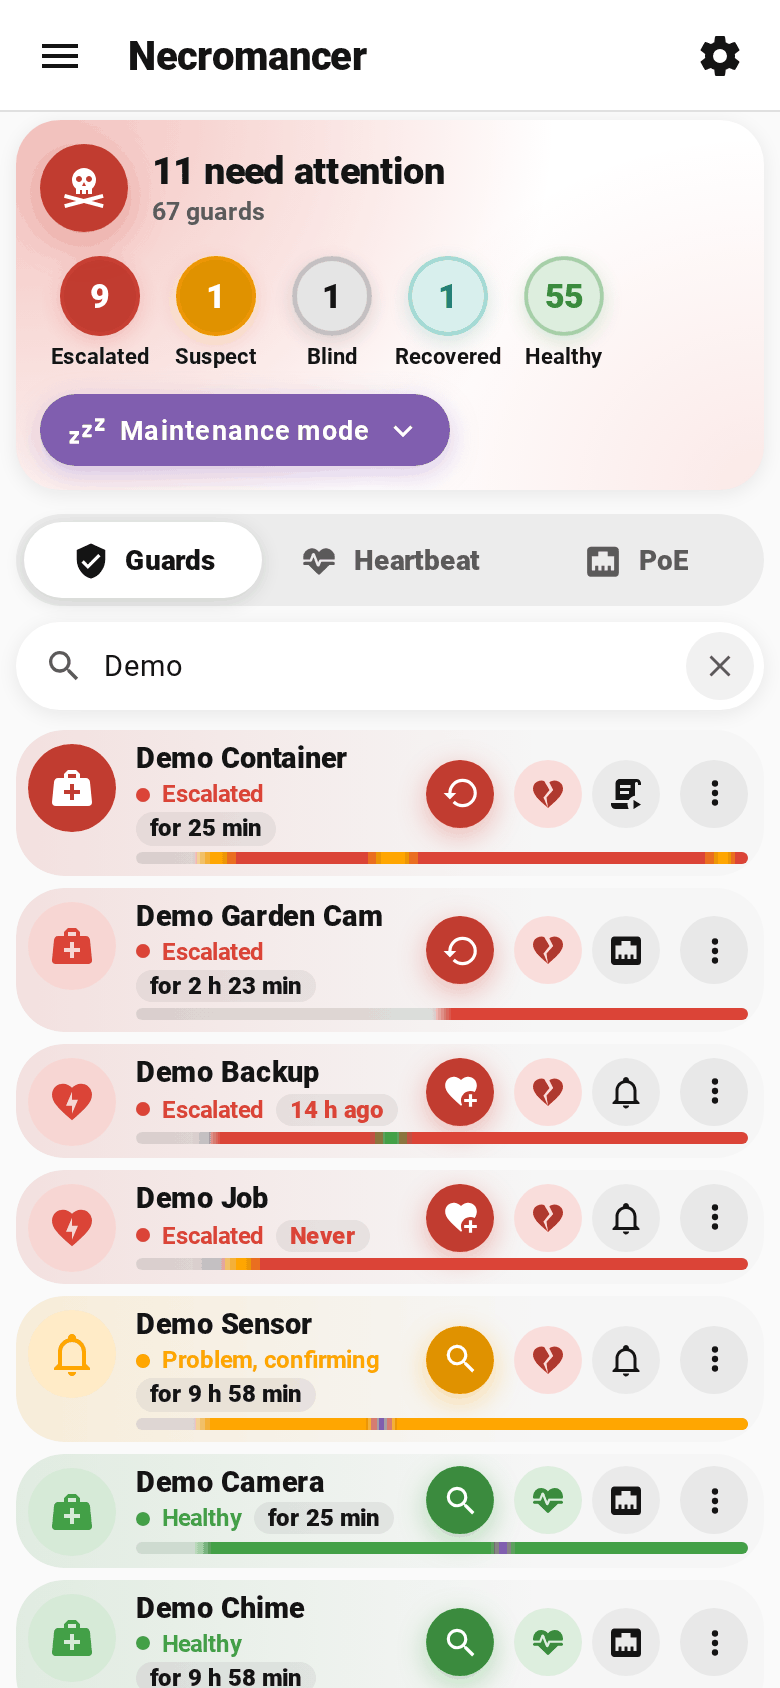 Necromancer
11 need attention
67 guards
9
1
1
1
55
Escalated
Suspect
Blind
Recovered
Healthy
zzz Maintenance mode
Guards
Heartbeat
PoE
Demo
Demo Container
Escalated
for 25 min
Demo Garden Cam
Escalated
for 2 h 23 min
Demo Backup
Escalated 14 h ago
Demo Job
Escalated Never
Demo Sensor
Problem, confirming
for 9 h 58 min
Demo Camera
Healthy for 25 min
Demo Chime
Healthy
for 9 h 58 min